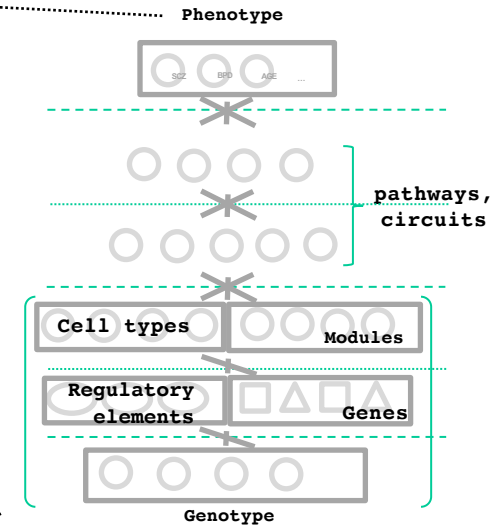 Phenotype
SCZ BPD AGE ...
pathways,
circuits
Cell types
Modules
Regulatory
elements
Genes
Genotype